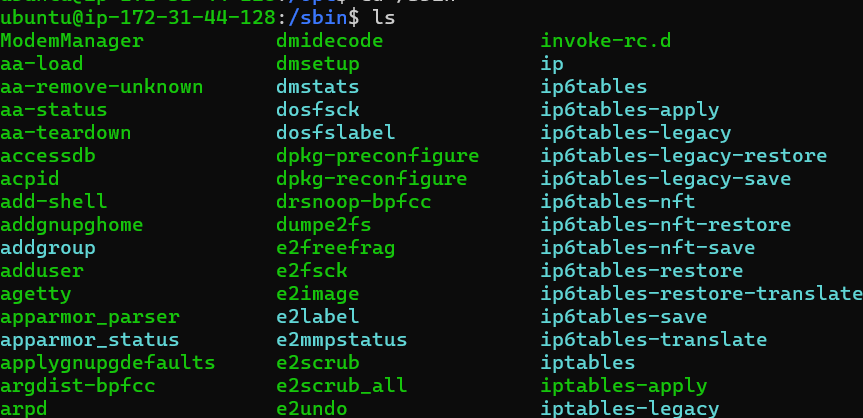 ubuntu@ip-172-31-44-128:/sbin$ ls
ModemManager dmidecode invoke-rc.d
aa-load dmsetup ip
aa-remove-unknown dmstats ip6tables
aa-status dosfsck ip6tables-apply
aa-teardown dosfslabel ip6tables-legacy
accessdb dpkg-preconfigure ip6tables-legacy-restore
acpid dpkg-reconfigure ip6tables-legacy-save
add-shell drsnoop-bpfcc ip6tables-nft
addgnupghome dumpe2fs ip6tables-nft-restore
addgroup e2freefrag ip6tables-nft-save
adduser e2fsck ip6tables-restore
agetty e2image ip6tables-restore-translate
apparmor_parser e2label ip6tables-save
apparmor_status e2mmpstatus ip6tables-translate
applygnupgdefaults e2scrub iptables
argdist-bpfcc e2scrub_all iptables-apply
arpd e2undo iptables-legacy